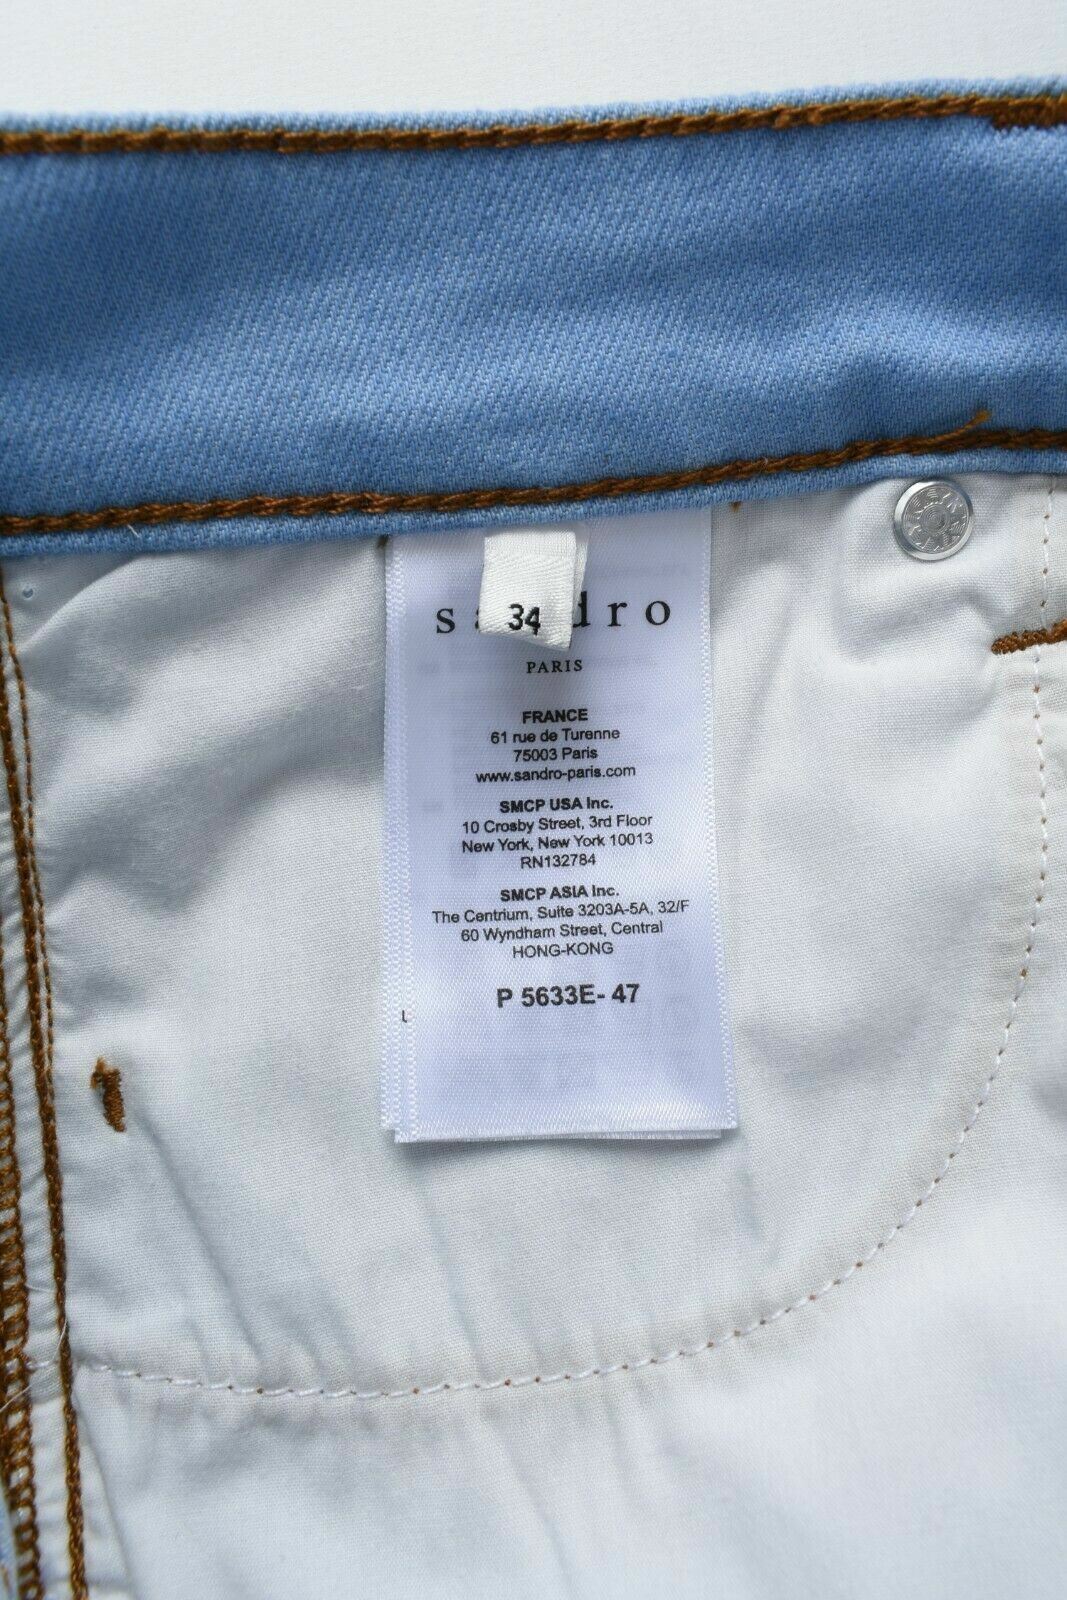 34
PARIS
FRANCE
61 rue de Turenne
75003 Paris
www.sandro-paris.com
SMCP USA Inc.
10 Crosby Street, 3rd Floor
New York, New York 10013
RN132784
SMCP ASIA Inc.
The Centrium, Suite 3203A-5A, 32/F
60 Wyndham Street, Central
HONG-KONG
P 5633E- 47